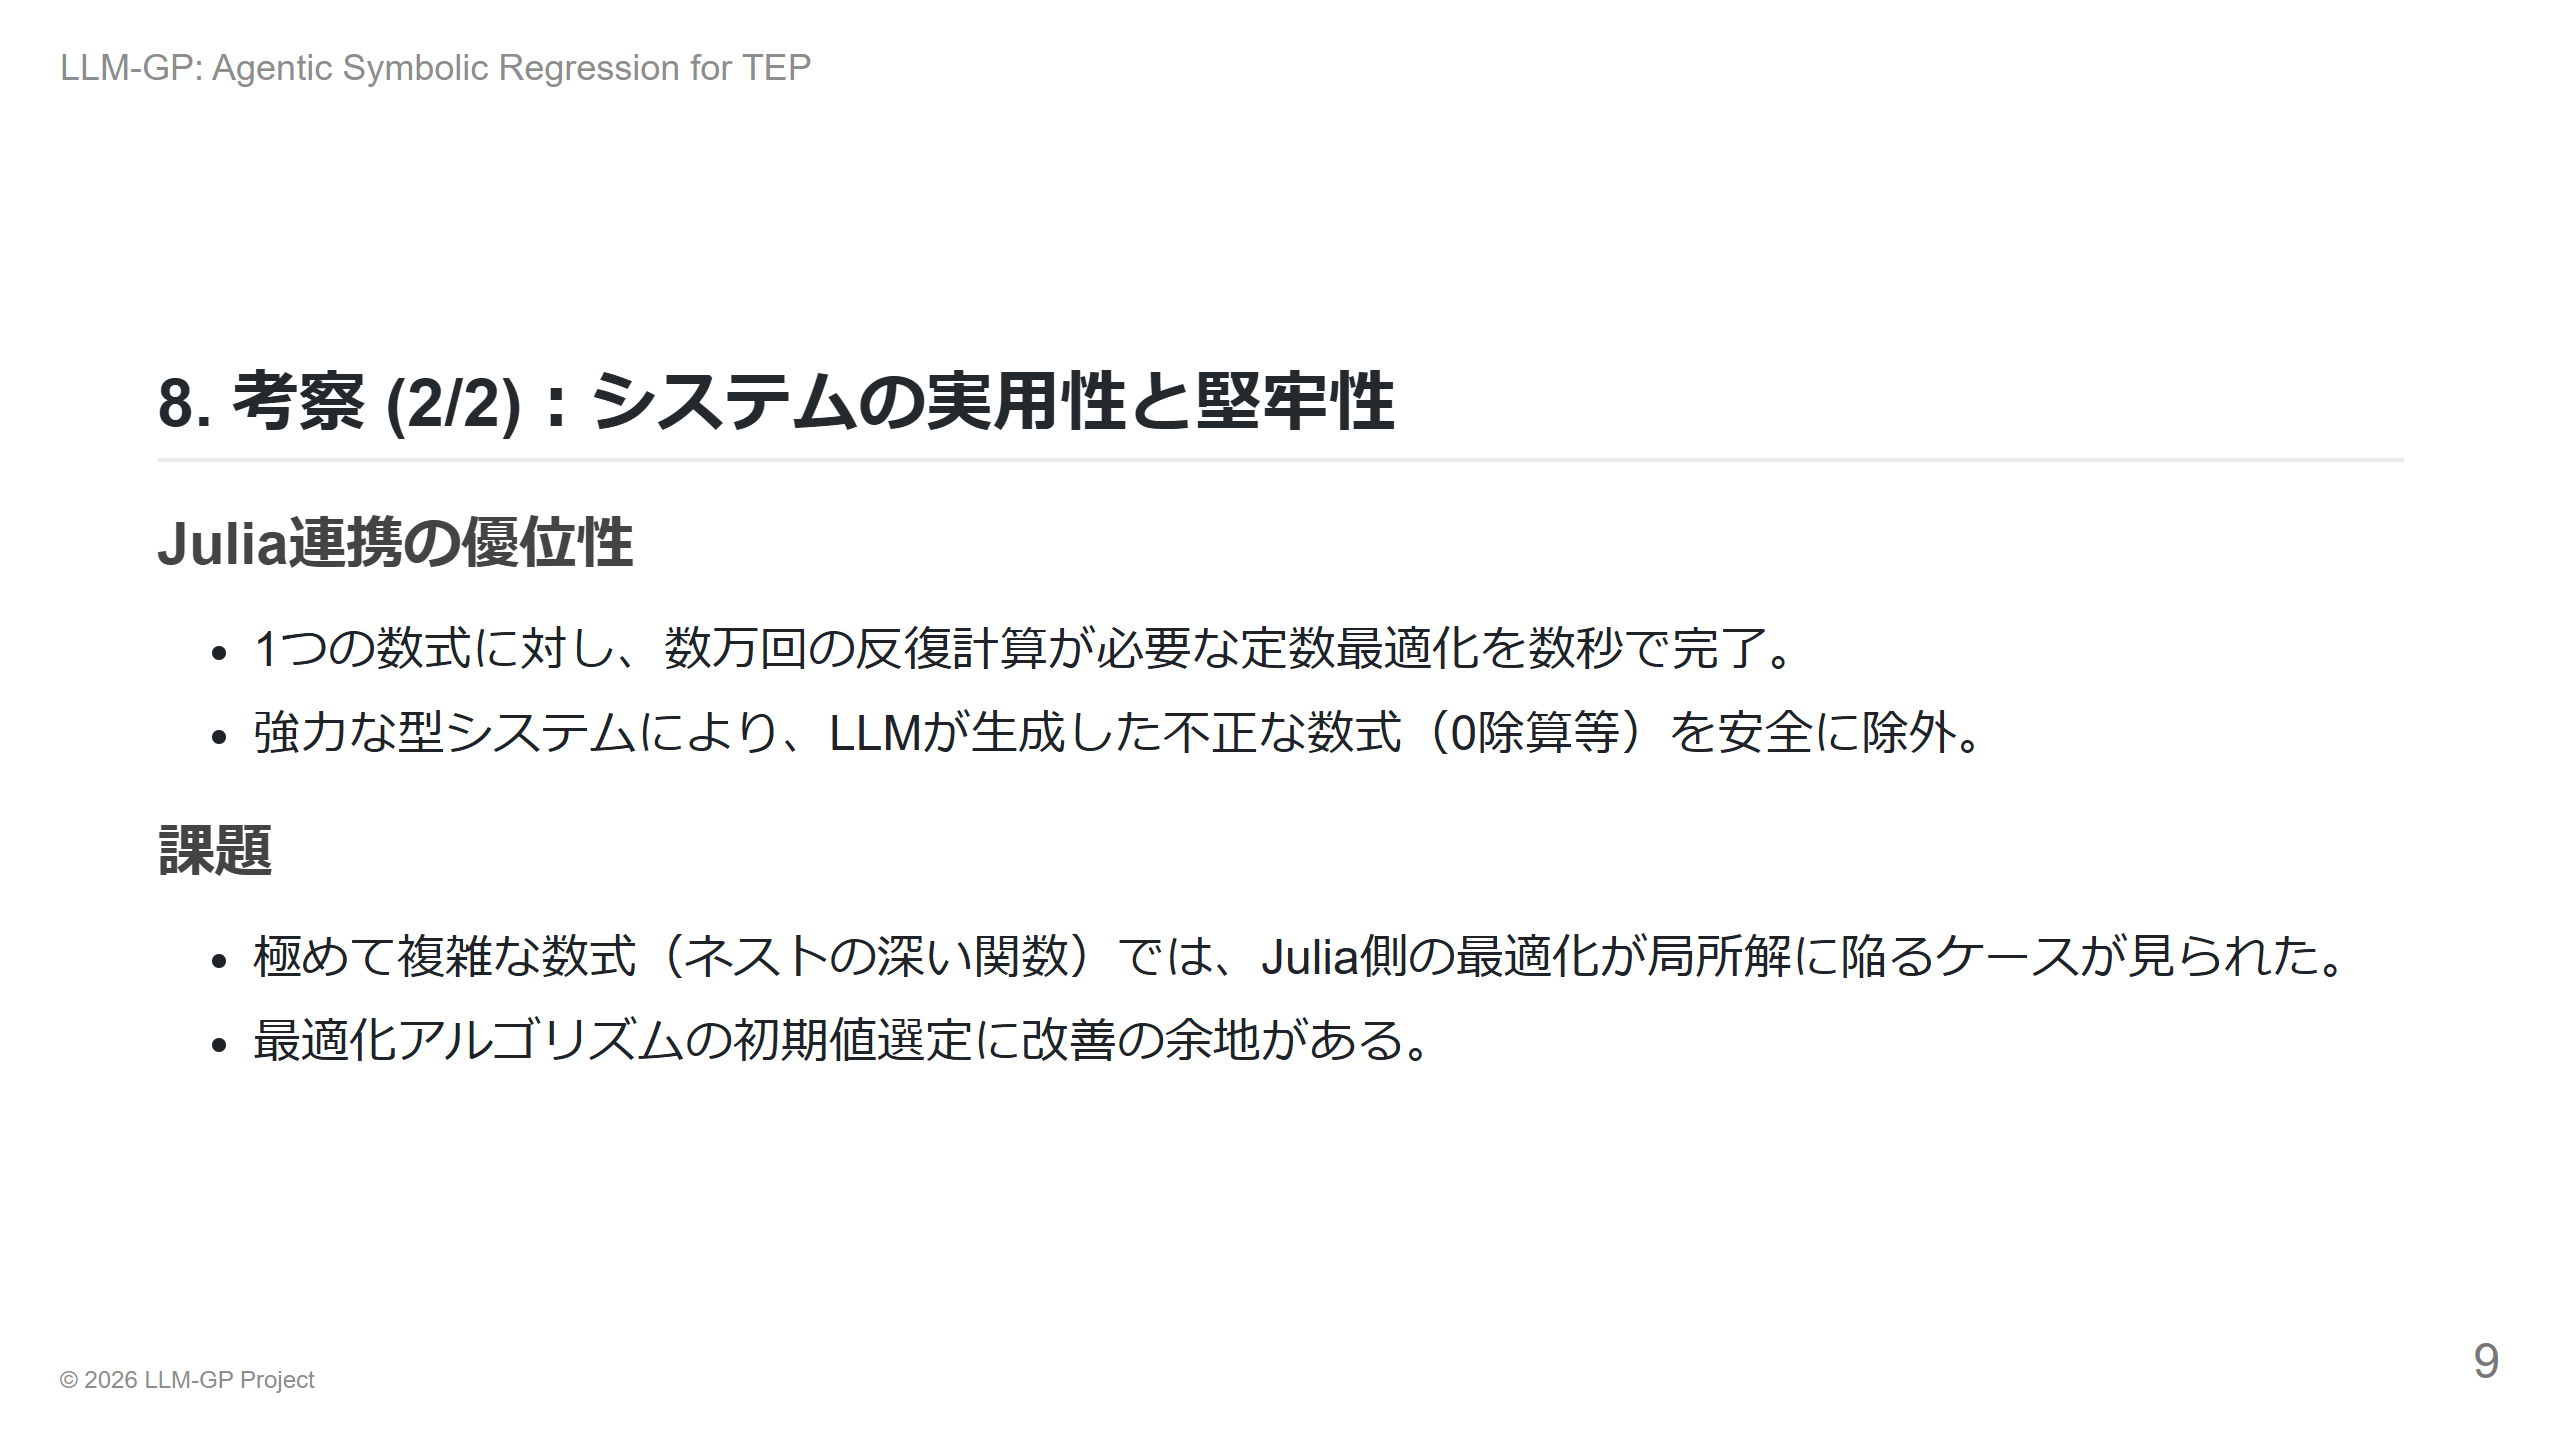 LLM-GP: Agentic Symbolic Regression for TEP
8. 考察 (2/2)：システムの実用性と堅牢性
Julia連携の優位性
• 1つの数式に対し、数万回の反復計算が必要な定数最適化を数秒で完了。
• 強力な型システムにより、LLMが生成した不正な数式（0除算等）を安全に除外。
課題
• 極めて複雑な数式（ネストの深い関数）では、Julia側の最適化が局所解に陥るケースが見られた。
• 最適化アルゴリズムの初期値選定に改善の余地がある。
© 2026 LLM-GP Project
9